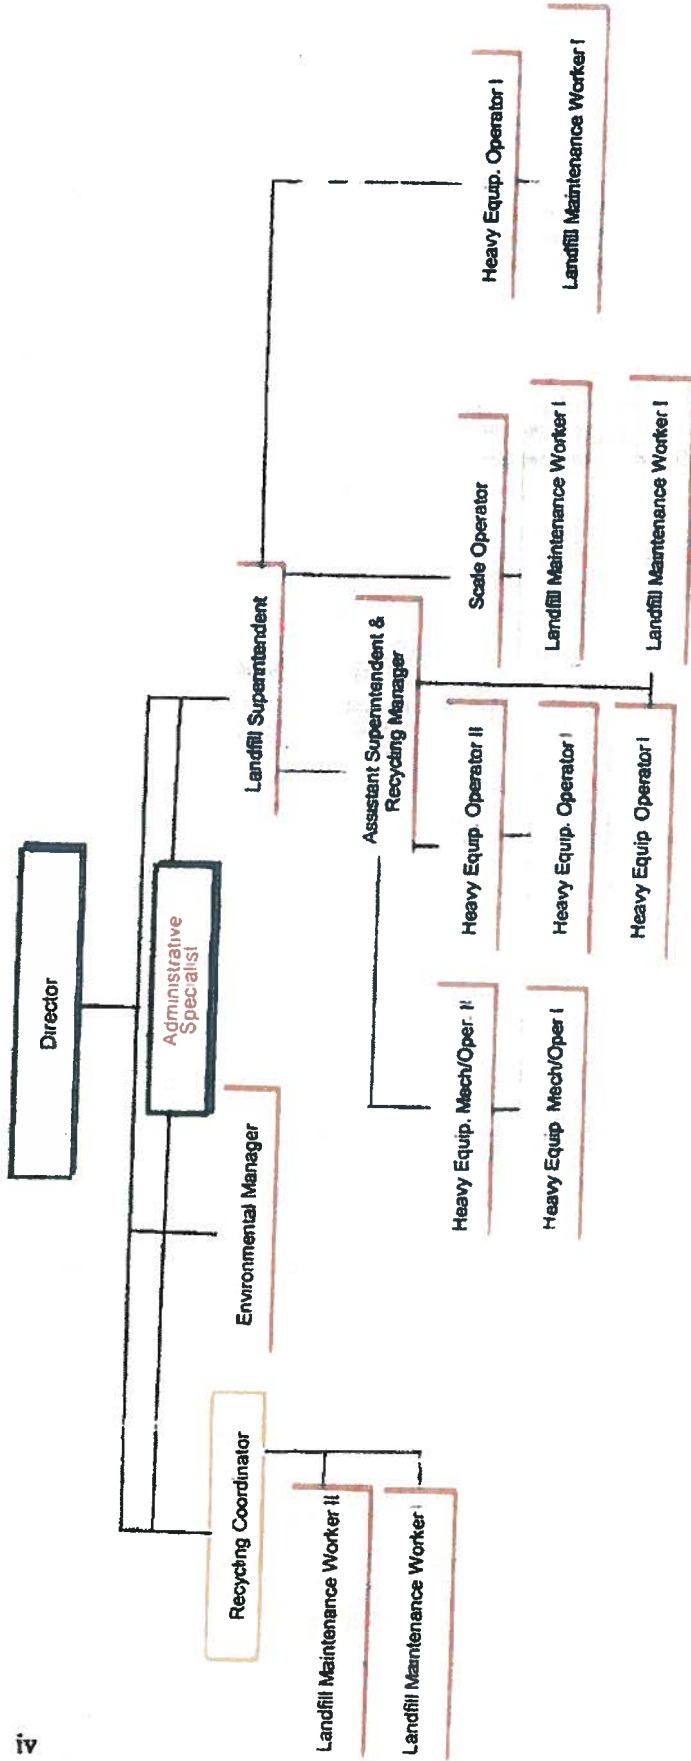 iv
Director
Administrative
Specialist
Recycling Coordinator
Environmental Manager
Landfill Superintendent
Landfill Maintenance Worker II
Landfill Maintenance Worker I
Assistant Superintendent &
Recycling Manager
Heavy Equip. Mech/Oper. II
Heavy Equip Mech/Oper I
Heavy Equip. Operator II
Heavy Equip. Operator I
Heavy Equip Operator I
Scale Operator
Landfill Maintenance Worker I
Landfill Maintenance Worker I
Heavy Equip. Operator I
Landfill Maintenance Worker I